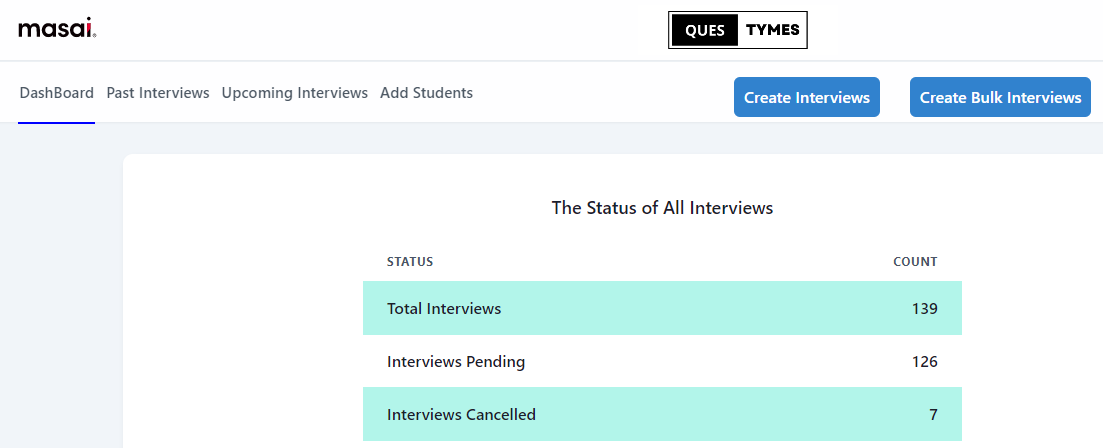 masai
QUES TYMES
DashBoard Past Interviews Upcoming Interviews Add Students Create Interviews Create Bulk Interviews
The Status of All Interviews
STATUS COUNT
Total Interviews 139
Interviews Pending 126
Interviews Cancelled 7